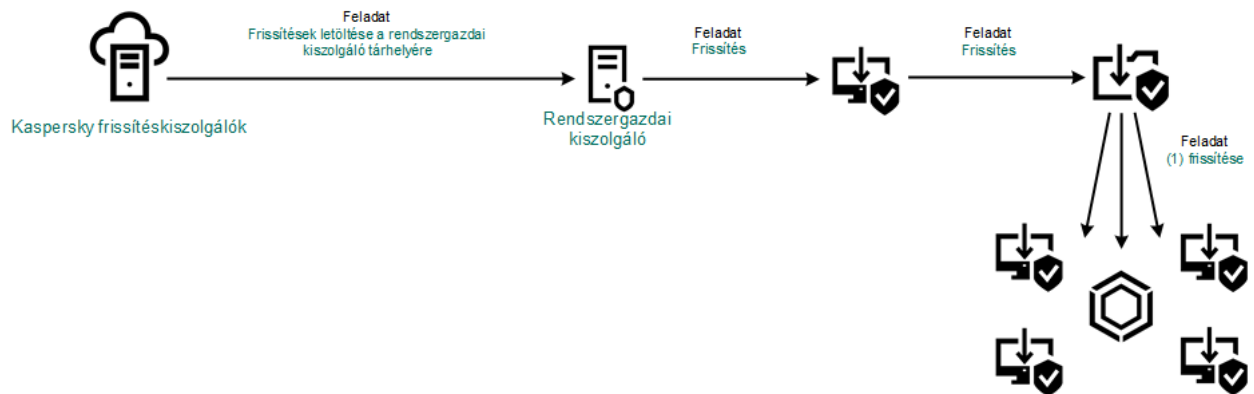 Feladat
Frissítések letöltése a rendszergazdai
kiszolgáló tárhelyére
Feladat
Frissítés
Feladat
Frissítés
Kaspersky frissítéskiszolgálók
Rendszergazdai
kiszolgáló
Feladat
(1) frissítése